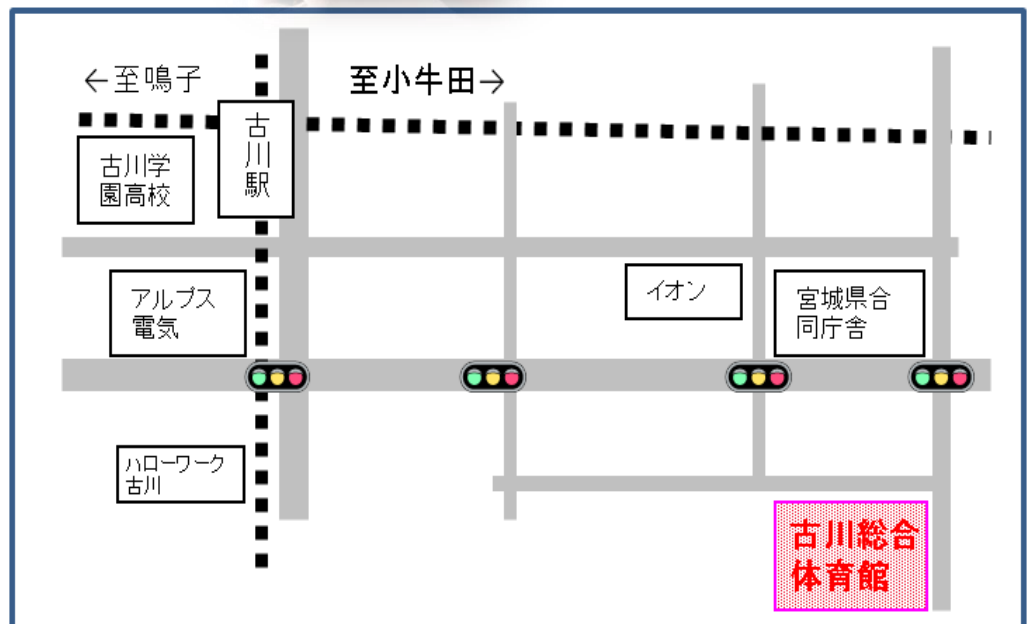 ←至鳴子
至小牛田→
古川駅
古川学
園高校
アルプス
電気
イオン
宮城県合
同庁舎
ハローワーク
古川
古川総合
体育館